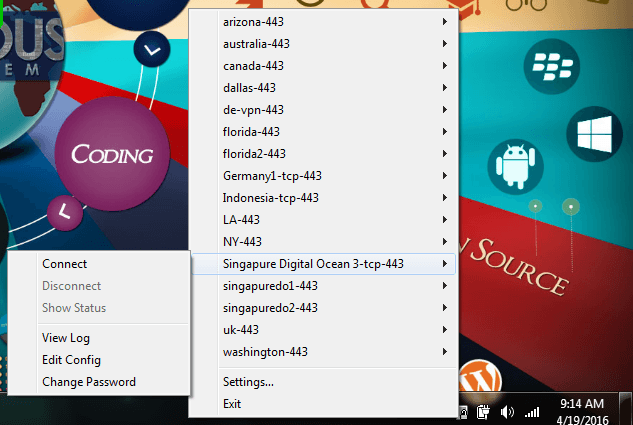 OUS
EM
CODING
N SOURCE
arizona-443
australia-443
canada-443
dallas-443
de-vpn-443
florida-443
florida2-443
Germany1-tcp-443
Indonesia-tcp-443
LA-443
NY-443
Singapure Digital Ocean 3-tcp-443
singapuredo1-443
singapuredo2-443
uk-443
washington-443
Settings...
Exit
Connect
Disconnect
Show Status
View Log
Edit Config
Change Password
9:14 AM
4/19/2016